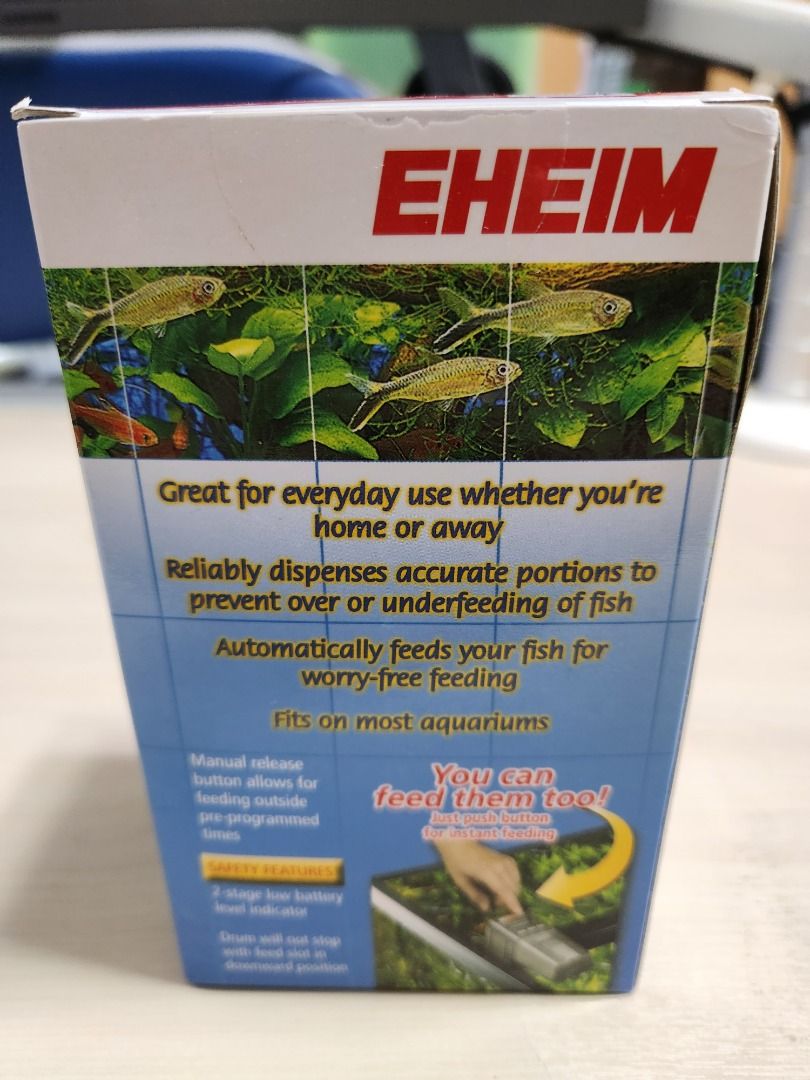 EHEIM
Great for everyday use whether you're
home or away
Reliably dispenses accurate portions to
prevent over or underfeeding of fish
Automatically feeds your fish for
worry-free feeding
Fits on most aquariums
Manual release
button allows for
feeding outside
pre-programmed
times
You can
feed them too!
Just push button
for instant feeding
SAFETY FEATURES
2-stage low battery
level indicator
Drum will not stop
with feed slot in
downward position